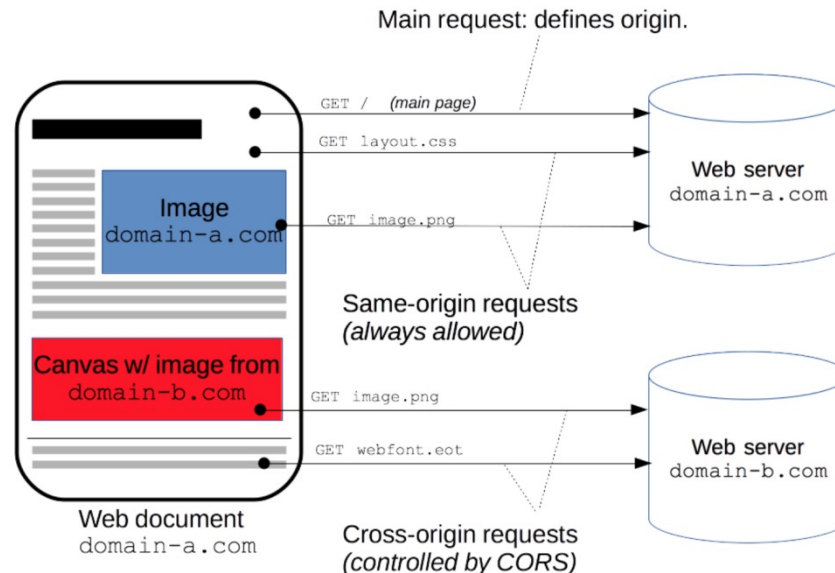 Main request: defines origin.
GET / (main page)
GET layout.css
Web server
domain-a.com
Image
domain-a.com
GET image.png
Same-origin requests
(always allowed)
Canvas w/ image from
domain-b.com
GET image.png
GET webfont.eot
Web server
domain-b.com
Web document
domain-a.com
Cross-origin requests
(controlled by CORS)